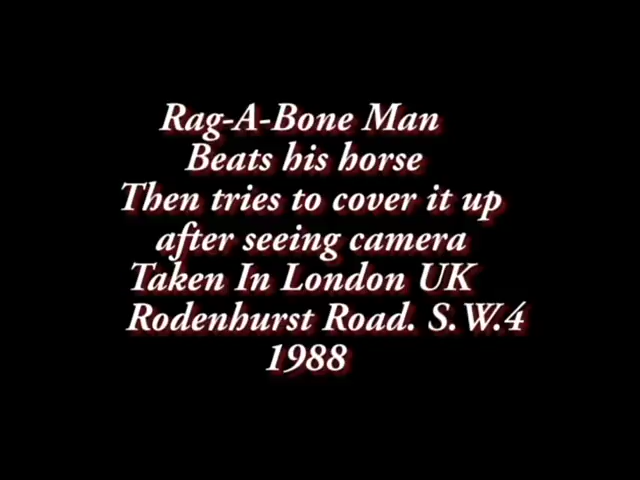 Rag-A-Bone Man
Beats his horse
Then tries to cover it up
after seeing camera
Taken In London UK
Rodenhurst Road. S.W.4
1988